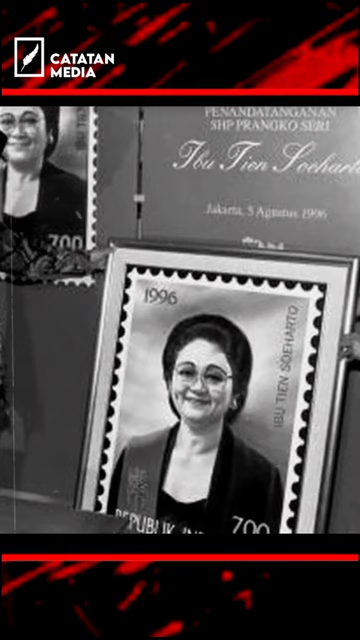 CATATAN
MEDIA
PENANDATANGANAN
SHP PRANGKO SERI
Ibu Tien Soeharto
Jakarta, 5 Agustus 1996
700
1996
IBU TIEN SOEHARTO
REPUBLIK
700